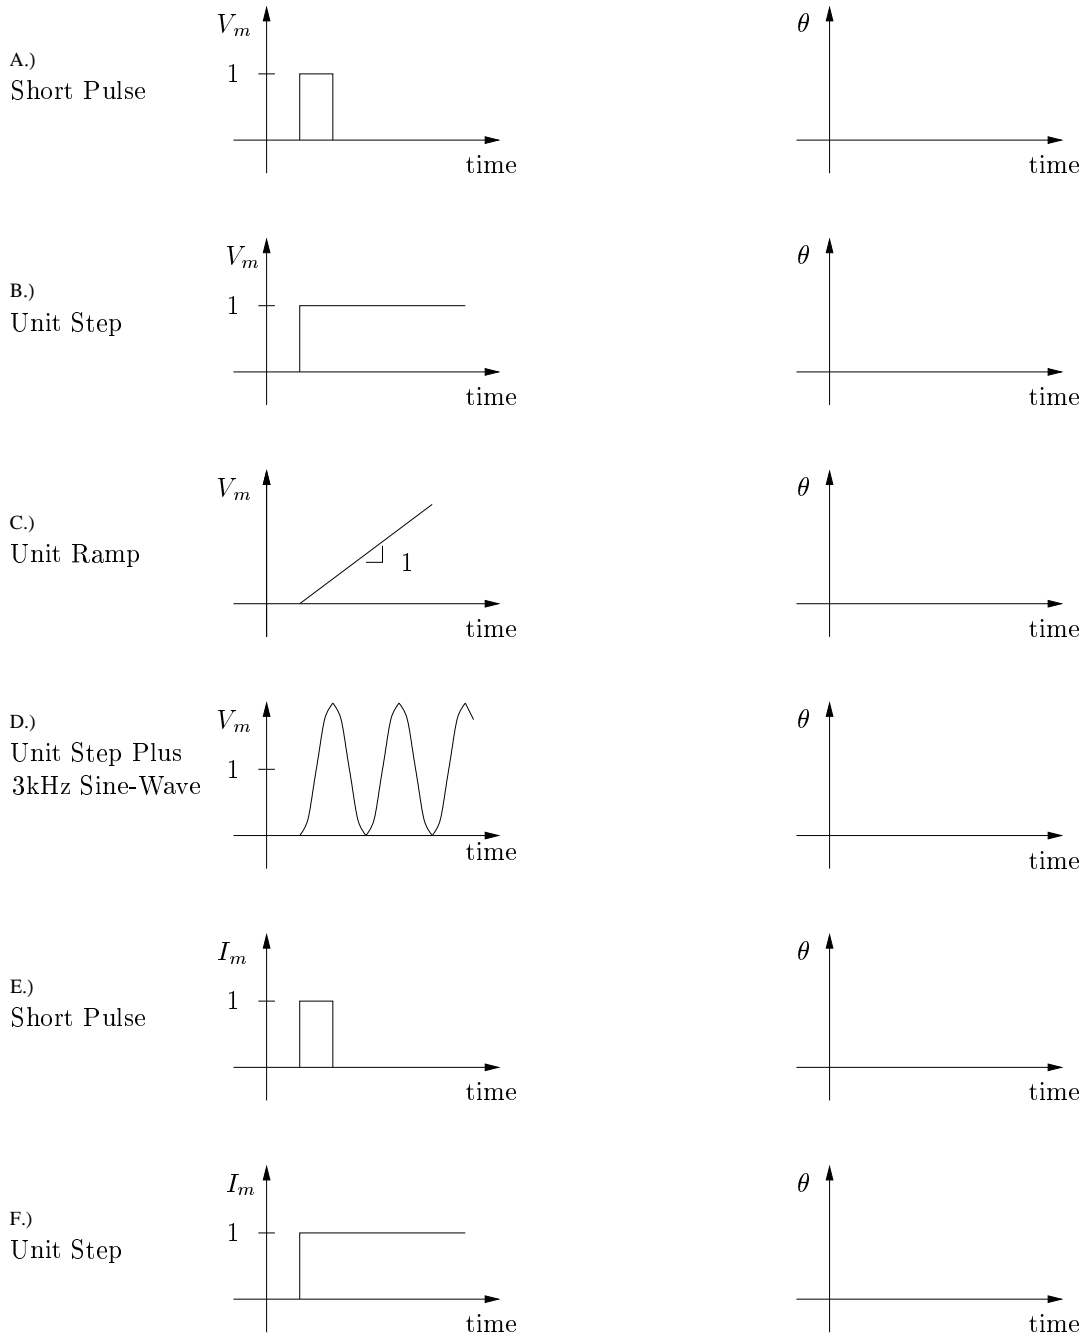 V_m
θ
A.)
Short Pulse
1
time
time
V_m
θ
B.)
Unit Step
1
time
time
V_m
θ
C.)
Unit Ramp
1
time
time
V_m
θ
D.)
Unit Step Plus
3kHz Sine-Wave
1
time
time
I_m
θ
E.)
Short Pulse
1
time
time
I_m
θ
F.)
Unit Step
1
time
time